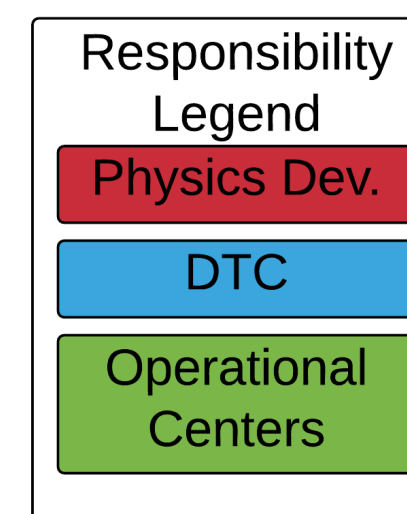 Responsibility
Legend
Physics Dev.
DTC
Operational
Centers